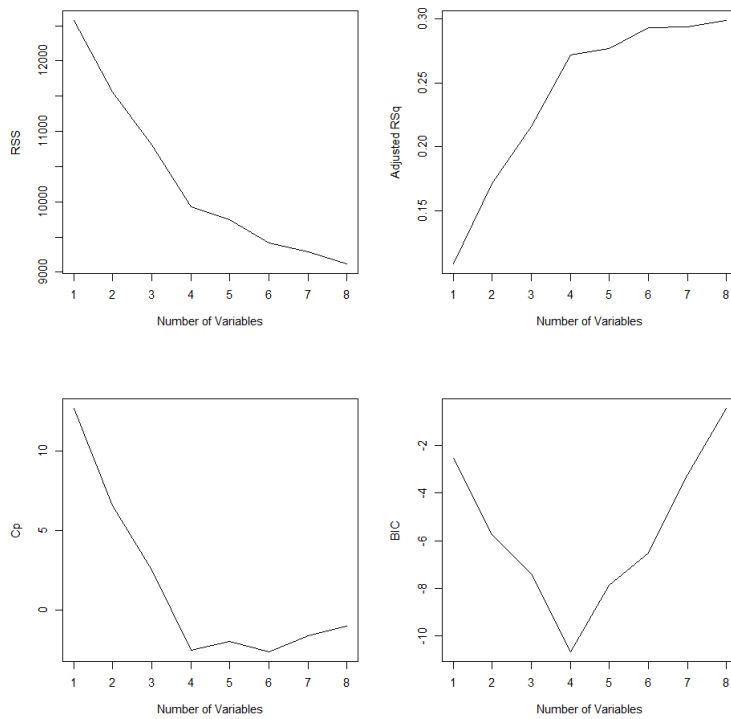 RSS
12000
11000
10000
9000
1 2 3 4 5 6 7 8
Number of Variables
Adjusted RSq
0.30
0.25
0.20
0.15
1 2 3 4 5 6 7 8
Number of Variables
Cp
10
5
0
1 2 3 4 5 6 7 8
Number of Variables
BIC
-2
-4
-6
-8
-10
1 2 3 4 5 6 7 8
Number of Variables